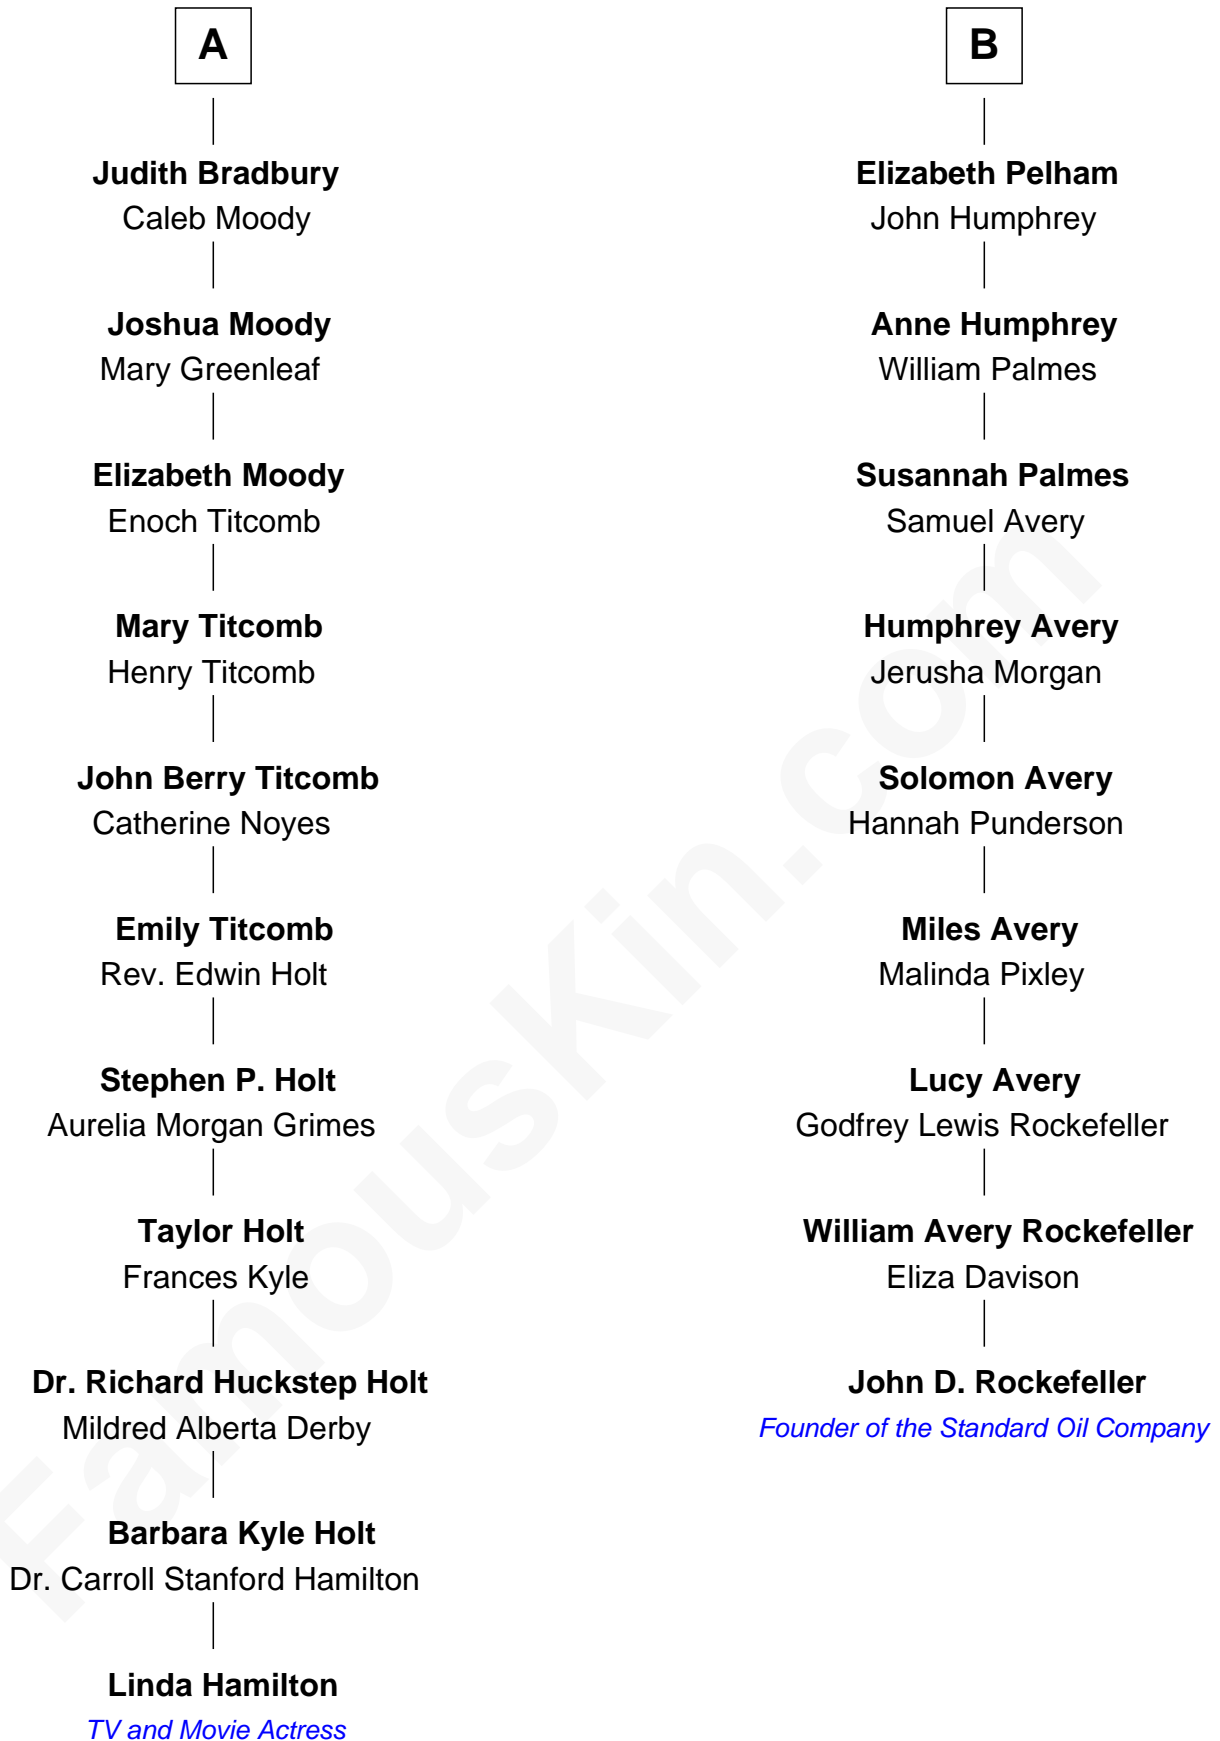 A
Judith Bradbury
Caleb Moody
Joshua Moody
Mary Greenleaf
Elizabeth Moody
Enoch Titcomb
Mary Titcomb
Henry Titcomb
John Berry Titcomb
Catherine Noyes
Emily Titcomb
Rev. Edwin Holt
Stephen P. Holt
Aurelia Morgan Grimes
Taylor Holt
Frances Kyle
Dr. Richard Huckstep Holt
Mildred Alberta Derby
Barbara Kyle Holt
Dr. Carroll Stanford Hamilton
Linda Hamilton
TV and Movie Actress
B
Elizabeth Pelham
John Humphrey
Anne Humphrey
William Palmes
Susannah Palmes
Samuel Avery
Humphrey Avery
Jerusha Morgan
Solomon Avery
Hannah Punderson
Miles Avery
Malinda Pixley
Lucy Avery
Godfrey Lewis Rockefeller
William Avery Rockefeller
Eliza Davison
John D. Rockefeller
Founder of the Standard Oil Company
FamousKin.com